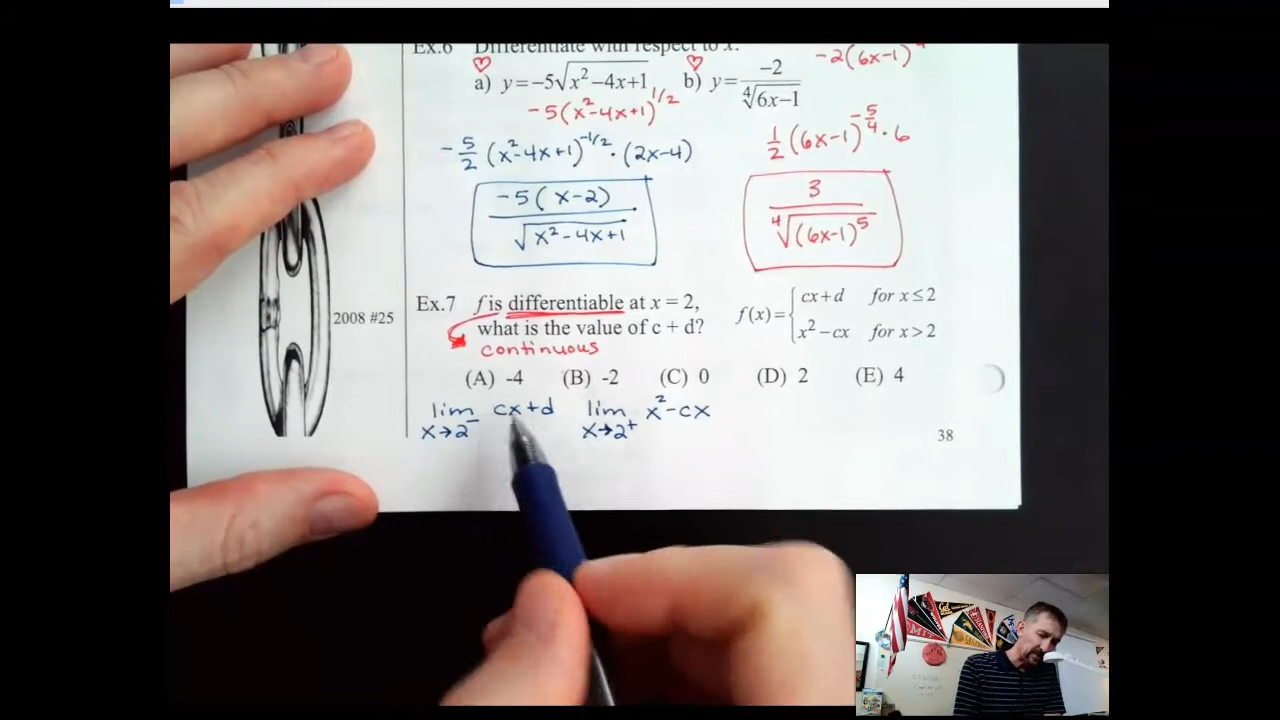 Ex.6 Differentiate with respect to x.
-2(6x-1)
a) y=-5√(x²-4x+1) b) y= -2/∜(6x-1)
-5(x²-4x+1)^1/2
-5/2 (x²-4x+1)^-1/2 · (2x-4)
1/2 (6x-1)^-5/4 · 6
-5(x-2)/√(x²-4x+1)
3/∜((6x-1)⁵)
2008 #25
Ex.7 f is differentiable at x = 2,
what is the value of c + d?
continuous
f(x)= { cx+d for x≤2
x²-cx for x>2
(A) -4 (B) -2 (C) 0 (D) 2 (E) 4
lim x→2⁻ cx+d lim x→2⁺ x²-cx
38